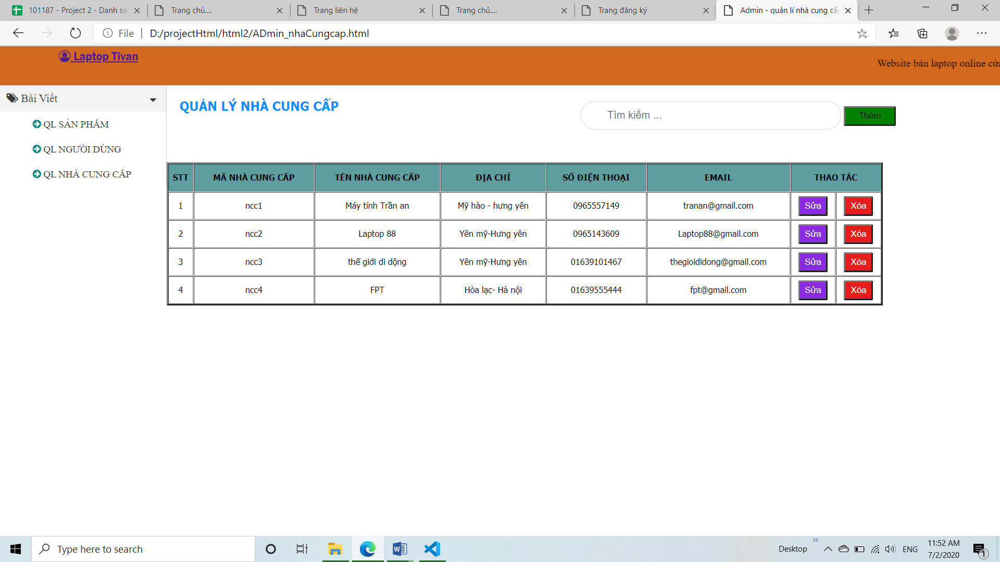 101187 - Project 2 - Danh sa
Trang chủ....
Trang liên hệ
Trang chủ....
Trang đăng ký
Admin - quản lí nhà cung cấp
File | D:/projectHtml/html2/ADmin_nhaCungcap.html
Laptop Tivan
Website bán laptop online của
Bài Viết
QL SẢN PHẨM
QL NGƯỜI DÙNG
QL NHÀ CUNG CẤP
QUẢN LÝ NHÀ CUNG CẤP
Tìm kiếm ...
Thêm
STT MÃ NHÀ CUNG CẤP TÊN NHÀ CUNG CẤP ĐỊA CHỈ SỐ ĐIỆN THOẠI EMAIL THAO TÁC
1 ncc1 Máy tính Trần an Mỹ hào - hưng yên 0965557149 tranan@gmail.com Sửa Xóa
2 ncc2 Laptop 88 Yên mỹ-Hưng yên 0965143609 Laptop88@gmail.com Sửa Xóa
3 ncc3 thế giới di dộng Yên mỹ-Hưng yên 01639101467 thegioididong@gmail.com Sửa Xóa
4 ncc4 FPT Hòa lạc- Hà nội 01639555444 fpt@gmail.com Sửa Xóa
Type here to search
Desktop
ENG
11:52 AM
7/2/2020
1